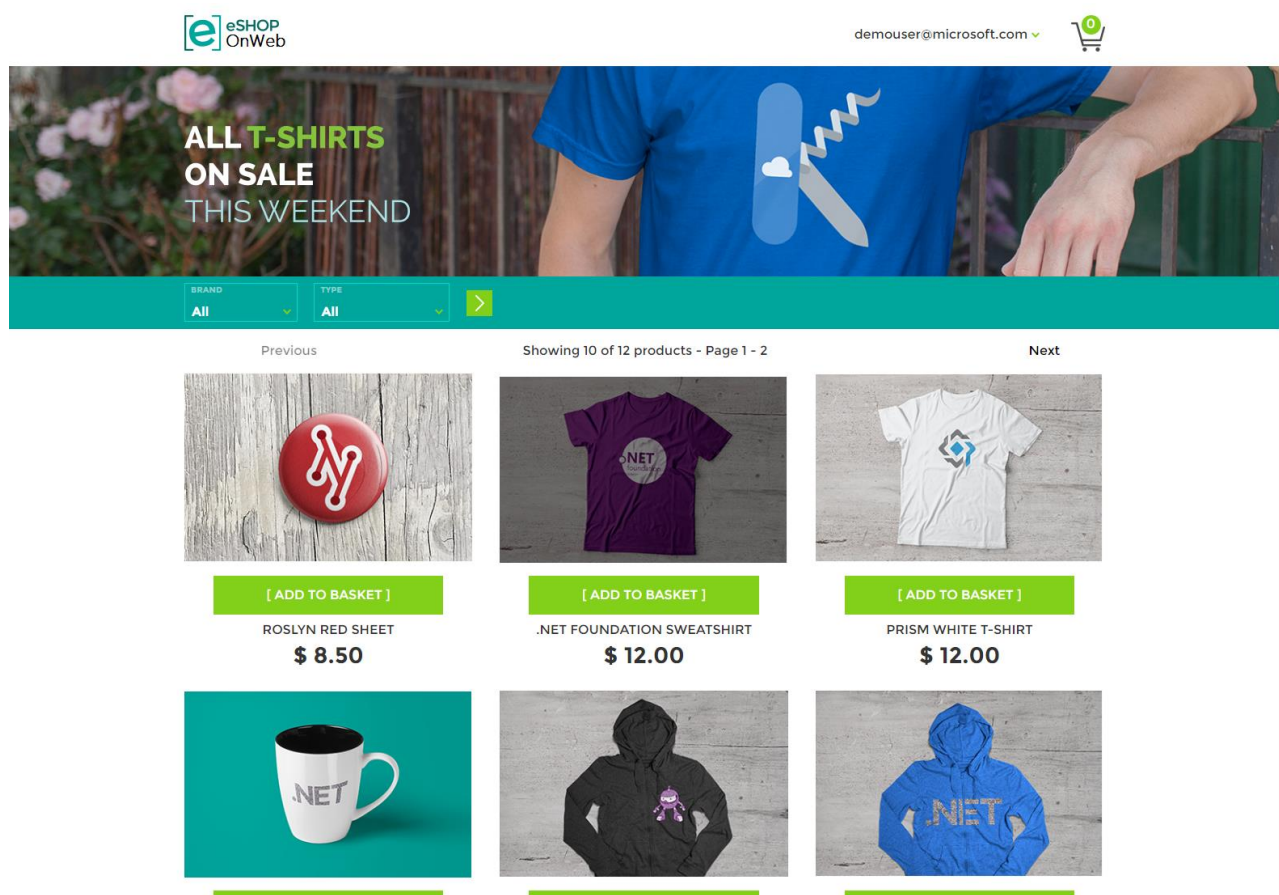 eSHOP
OnWeb
demouser@microsoft.com
0
ALL T-SHIRTS
ON SALE
THIS WEEKEND
BRAND
All
TYPE
All
Previous
Showing 10 of 12 products - Page 1 - 2
Next
.NET
foundation
[ ADD TO BASKET ]
[ ADD TO BASKET ]
[ ADD TO BASKET ]
ROSLYN RED SHEET
.NET FOUNDATION SWEATSHIRT
PRISM WHITE T-SHIRT
$ 8.50
$ 12.00
$ 12.00
.NET
.NET